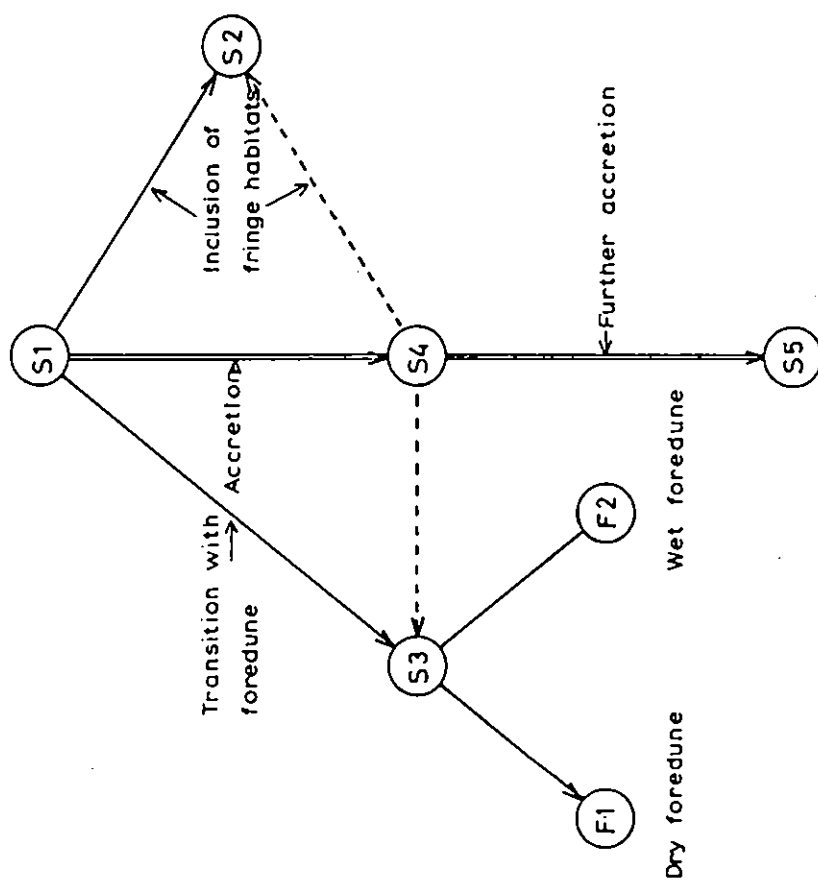 S1
S2
Inclusion of
fringe habitats
Accretion
Transition with
foredune
S4
S3
Further accretion
F2
Wet foredune
F1
Dry foredune
S5